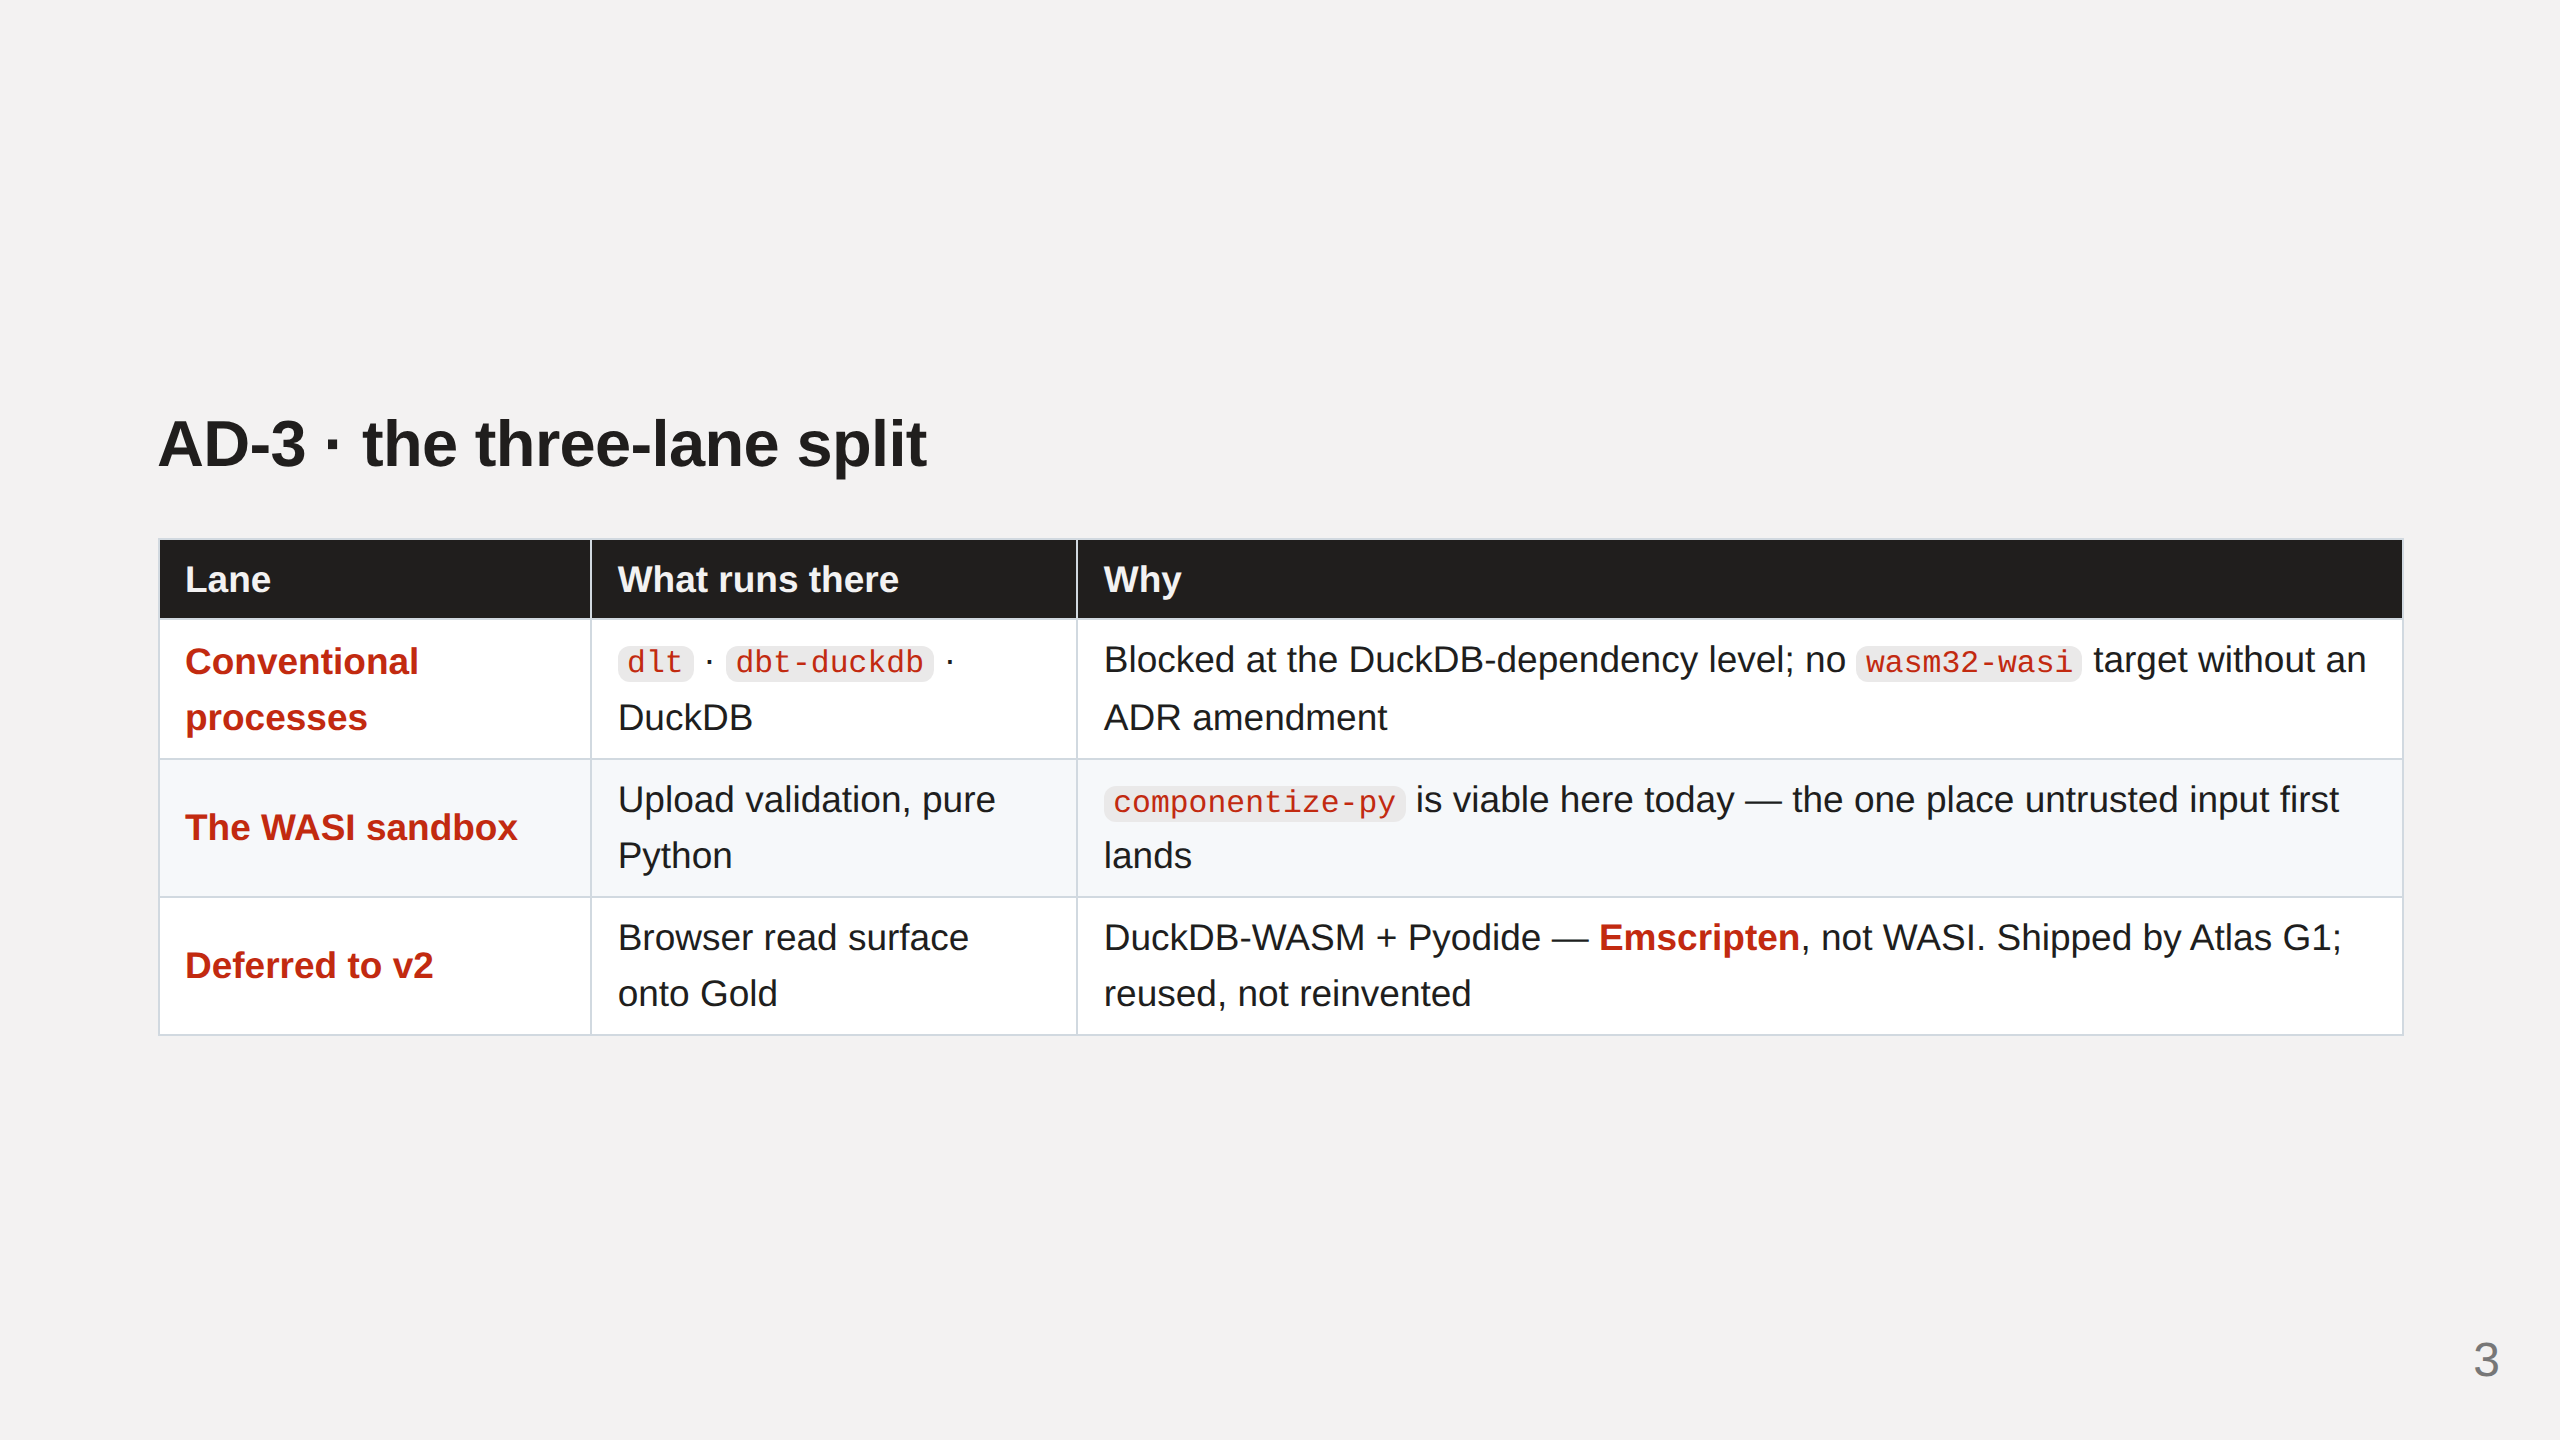 AD-3 · the three-lane split
Lane
What runs there
Why
Conventional
processes
dlt · dbt-duckdb ·
DuckDB
Blocked at the DuckDB-dependency level; no wasm32-wasi target without an
ADR amendment
The WASI sandbox
Upload validation, pure
Python
componentize-py is viable here today — the one place untrusted input first
lands
Deferred to v2
Browser read surface
onto Gold
DuckDB-WASM + Pyodide — Emscripten, not WASI. Shipped by Atlas G1;
reused, not reinvented
3